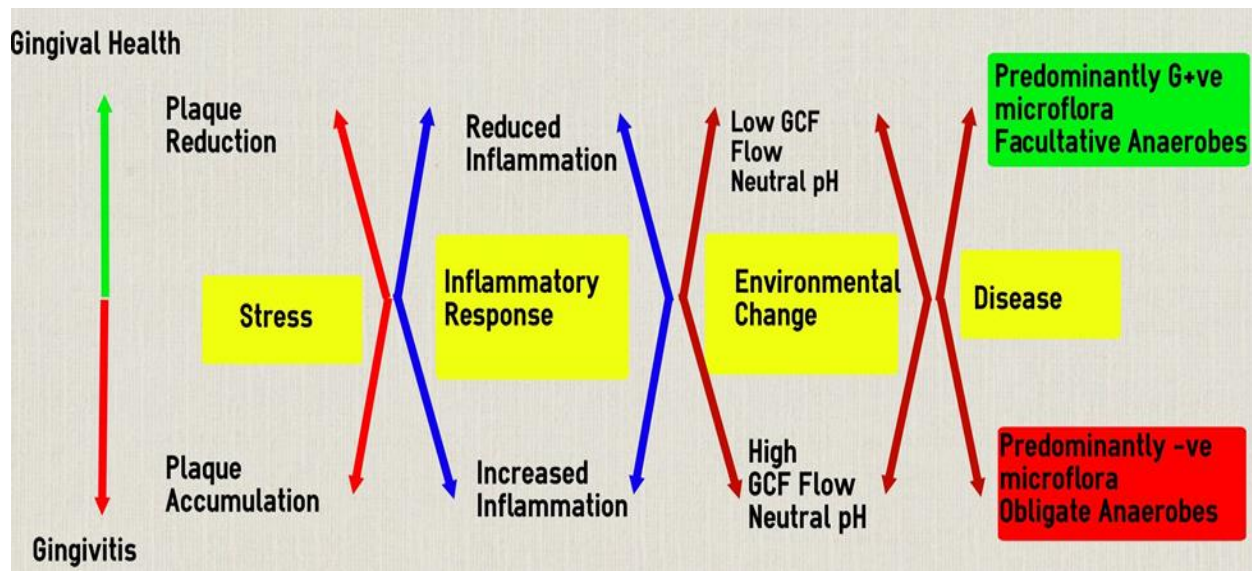 Gingival Health
Plaque
Reduction
Reduced
Inflammation
Low GCF
Flow
Neutral pH
Predominantly G+ve
microflora
Facultative Anaerobes
Stress
Inflammatory
Response
Environmental
Change
Disease
Plaque
Accumulation
Increased
Inflammation
High
GCF Flow
Neutral pH
Predominantly -ve
microflora
Obligate Anaerobes
Gingivitis